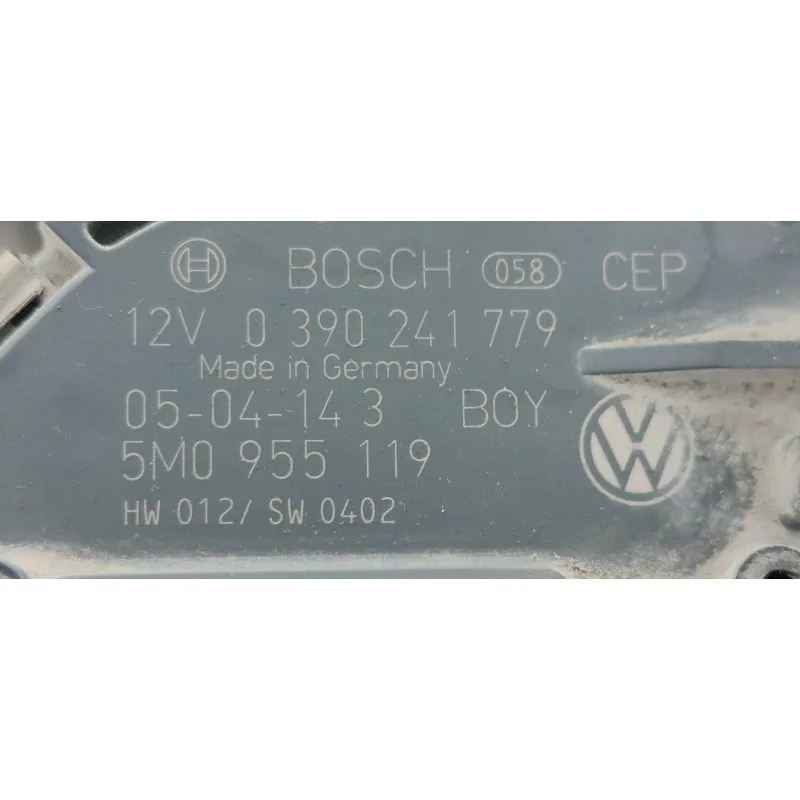 BOSCH 058 CEP
12V 0 390 241 779
Made in Germany
05-04-14 3 BOY
5M0 955 119
HW 012/ SW 0402